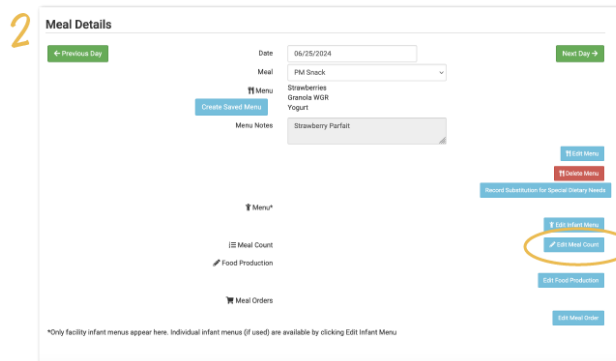 2
Meal Details
← Previous Day
Date
06/25/2024
Next Day →
Meal
PM Snack
Menu
Strawberries
Granola WGR
Yogurt
Create Saved Menu
Menu Notes
Strawberry Parfait
Edit Menu
Delete Menu
Record Substitution for Special Dietary Needs
Menu*
Edit Infant Menu
Meal Count
Edit Meal Count
Food Production
Edit Food Production
Meal Orders
Edit Meal Order
*Only facility infant menus appear here. Individual infant menus (if used) are available by clicking Edit Infant Menu